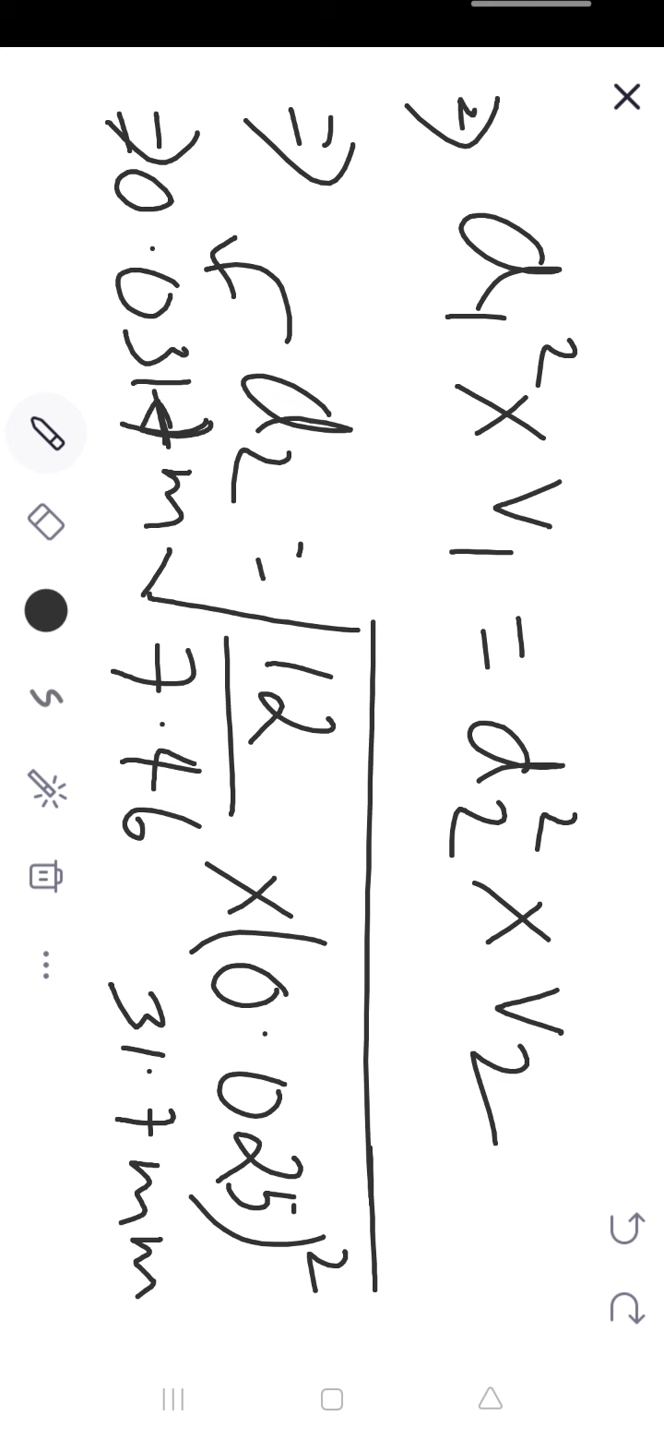 ⇒ d₁² × V₁ = d₂² × V₂
⇒ d₂ = √(12/7.46 × (0.025)²)
⇒ 0.0317 m 31.7 mm